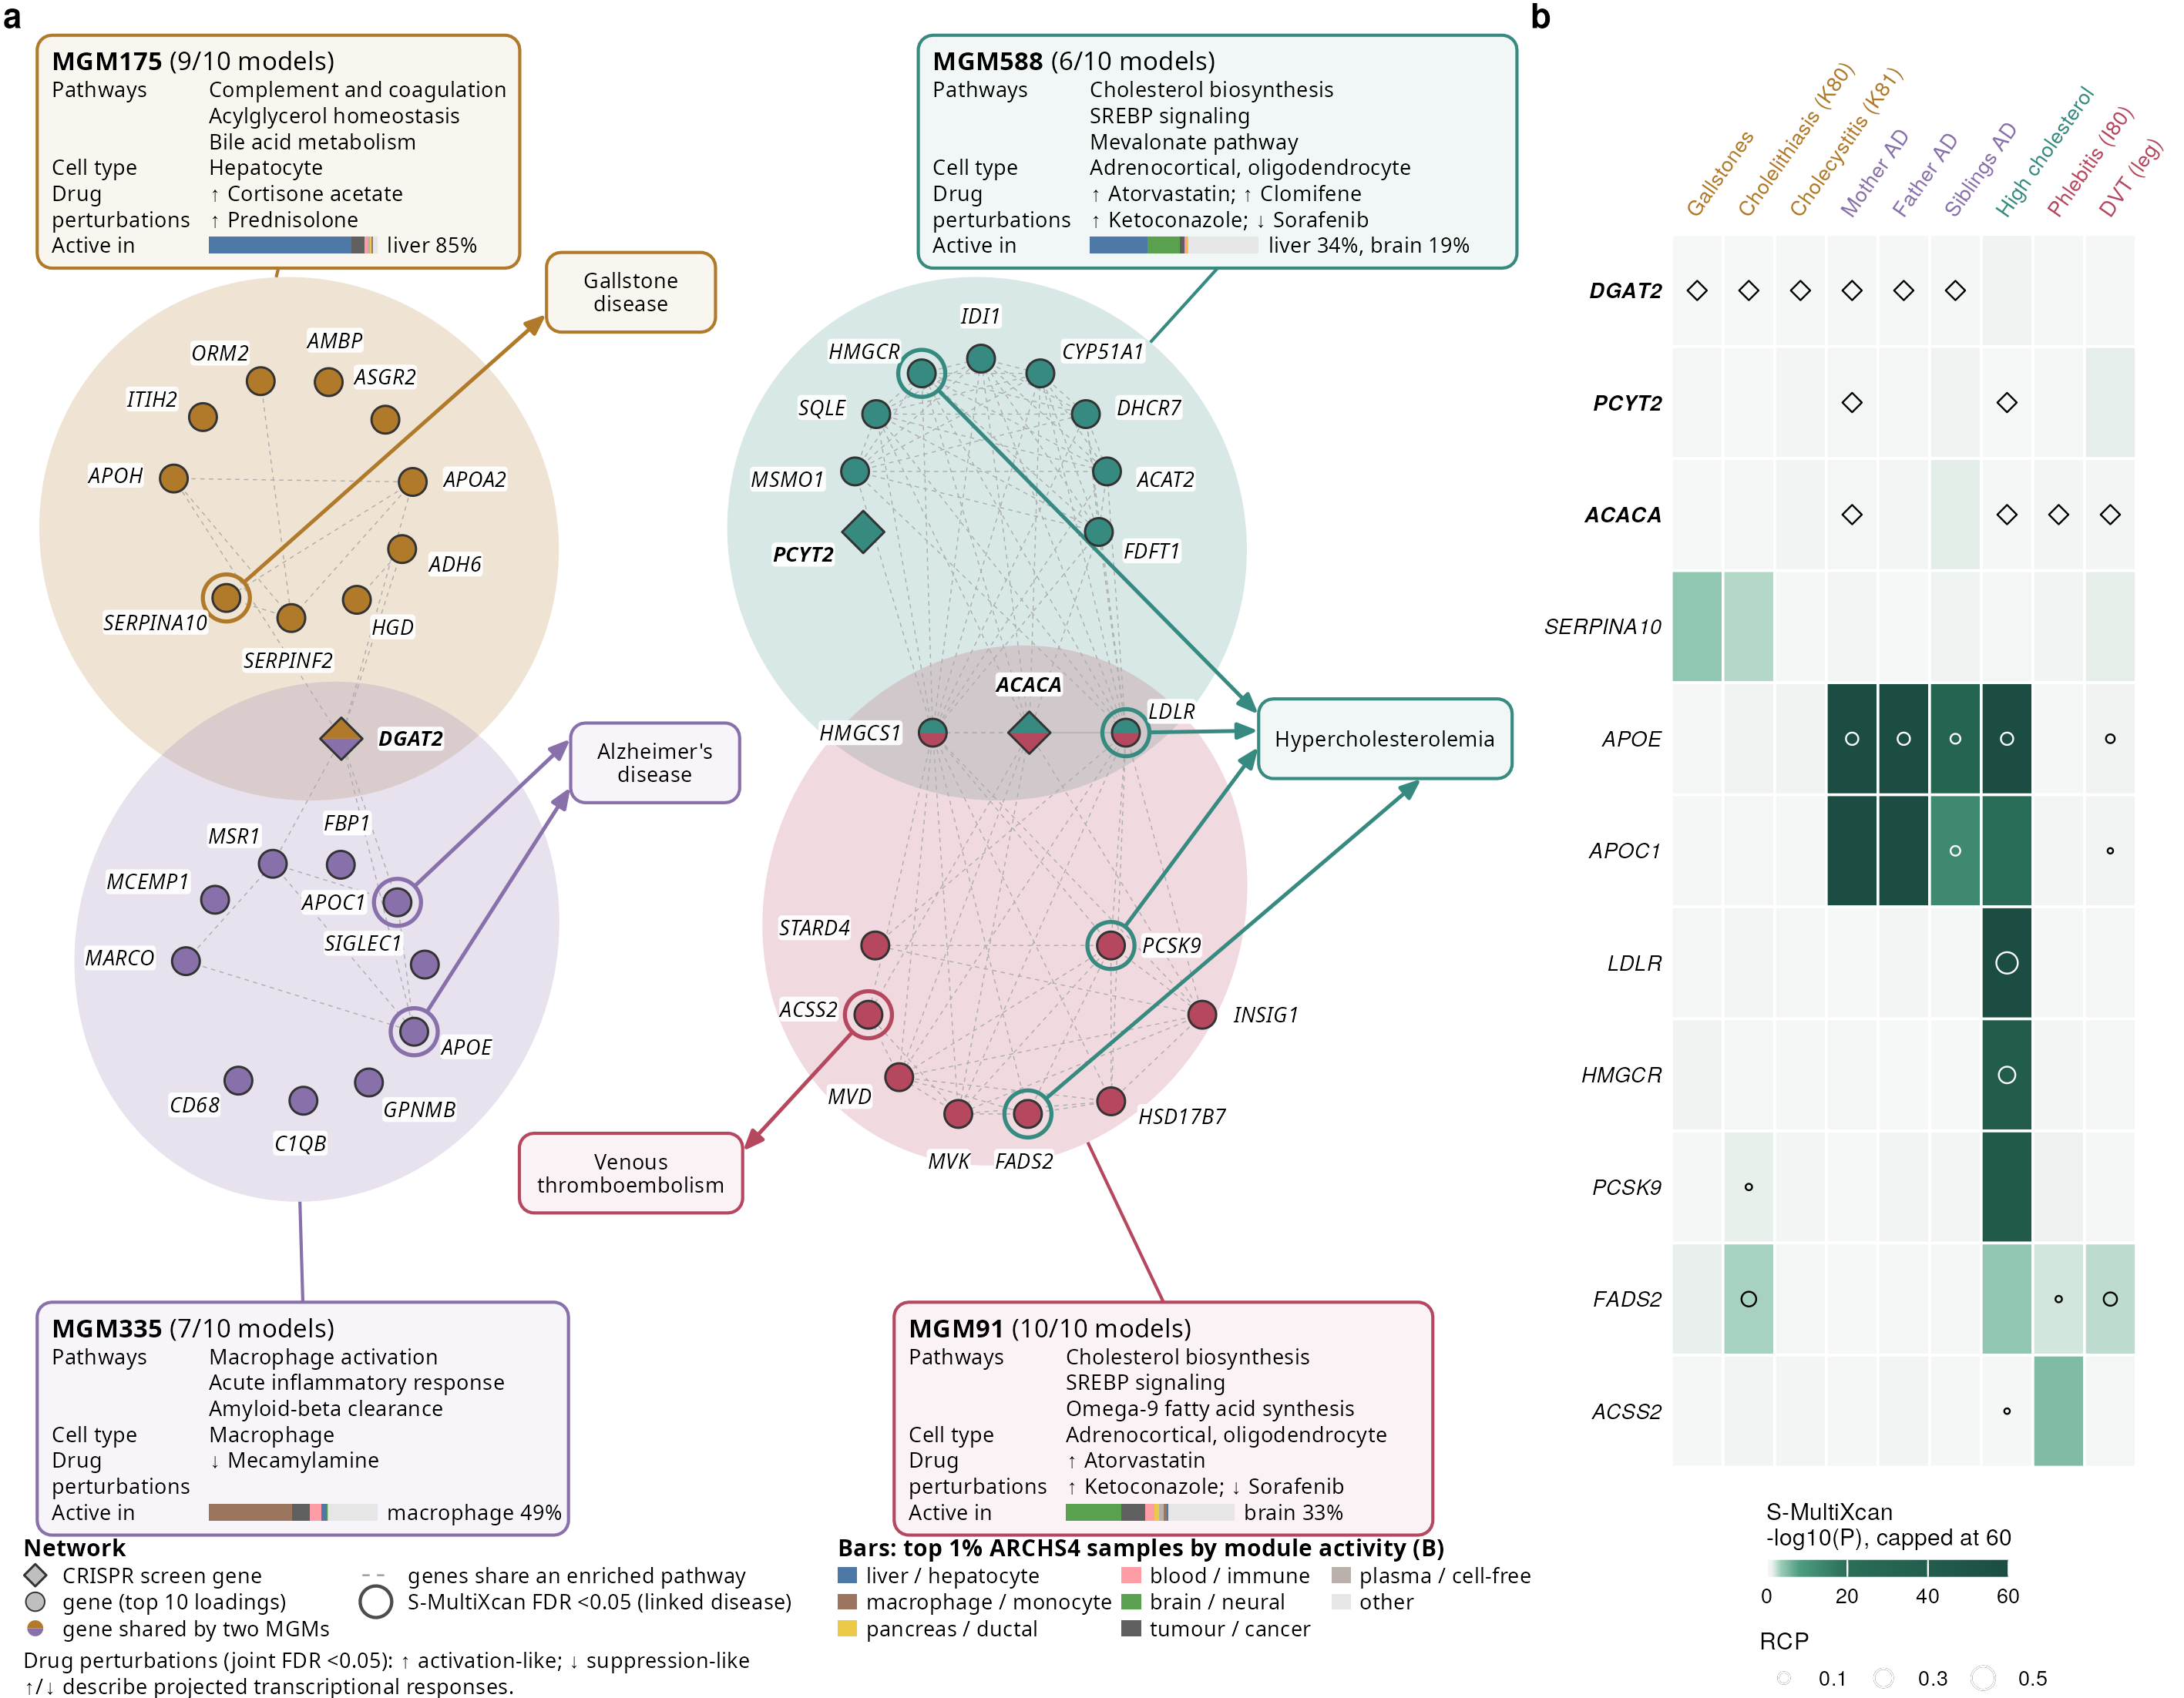 a
MGM175 (9/10 models)
Pathways Complement and coagulation
Acylglycerol homeostasis
Bile acid metabolism
Cell type Hepatocyte
Drug ↑ Cortisone acetate
perturbations ↑ Prednisolone
Active in liver 85%
MGM588 (6/10 models)
Pathways Cholesterol biosynthesis
SREBP signaling
Mevalonate pathway
Cell type Adrenocortical, oligodendrocyte
Drug ↑ Atorvastatin; ↑ Clomifene
perturbations ↑ Ketoconazole; ↓ Sorafenib
Active in liver 34%, brain 19%
Gallstone
disease
AMBP
ORM2
ASGR2
ITIH2
APOH
APOA2
ADH6
SERPINA10
HGD
SERPINF2
DGAT2
IDI1
HMGCR
CYP51A1
SQLE
DHCR7
MSMO1
ACAT2
PCYT2
FDFT1
ACACA
LDLR
HMGCS1
Hypercholesterolemia
Alzheimer's
disease
FBP1
MSR1
MCEMP1
APOC1
SIGLEC1
MARCO
APOE
CD68
GPNMB
C1QB
STARD4
PCSK9
ACSS2
INSIG1
MVD
HSD17B7
MVK
FADS2
Venous
thromboembolism
MGM335 (7/10 models)
Pathways Macrophage activation
Acute inflammatory response
Amyloid-beta clearance
Cell type Macrophage
Drug ↓ Mecamylamine
perturbations
Active in macrophage 49%
MGM91 (10/10 models)
Pathways Cholesterol biosynthesis
SREBP signaling
Omega-9 fatty acid synthesis
Cell type Adrenocortical, oligodendrocyte
Drug ↑ Atorvastatin
perturbations ↑ Ketoconazole; ↓ Sorafenib
Active in brain 33%
Network
CRISPR screen gene
gene (top 10 loadings)
gene shared by two MGMs
genes share an enriched pathway
S-MultiXcan FDR <0.05 (linked disease)
Drug perturbations (joint FDR <0.05): ↑ activation-like; ↓ suppression-like
↑/↓ describe projected transcriptional responses.
Bars: top 1% ARCHS4 samples by module activity (B)
liver / hepatocyte
macrophage / monocyte
pancreas / ductal
blood / immune
brain / neural
tumour / cancer
plasma / cell-free
other
b
Gallstones
Cholelithiasis (K80)
Cholecystitis (K81)
Mother AD
Father AD
Siblings AD
High cholesterol
Phlebitis (I80)
DVT (leg)
DGAT2
PCYT2
ACACA
SERPINA10
APOE
APOC1
LDLR
HMGCR
PCSK9
FADS2
ACSS2
S-MultiXcan
-log10(P), capped at 60
0 20 40 60
RCP
0.1 0.3 0.5